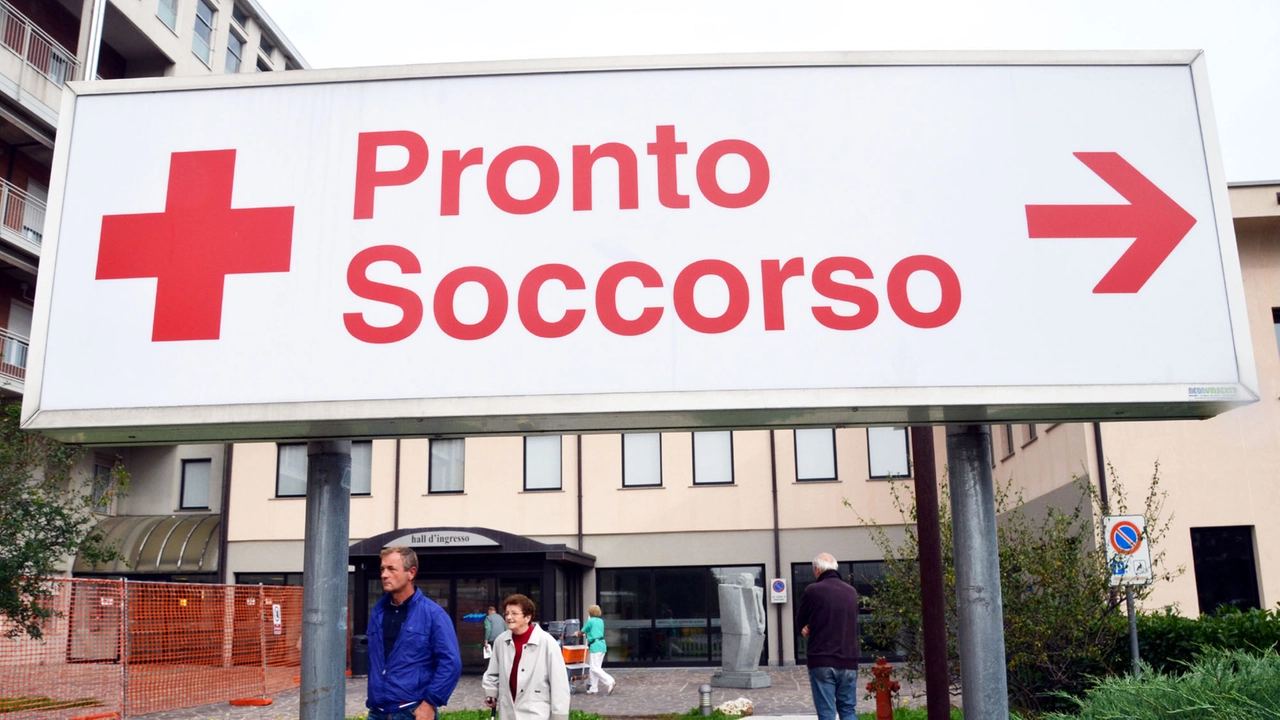 Pronto
Soccorso
hall d'ingresso